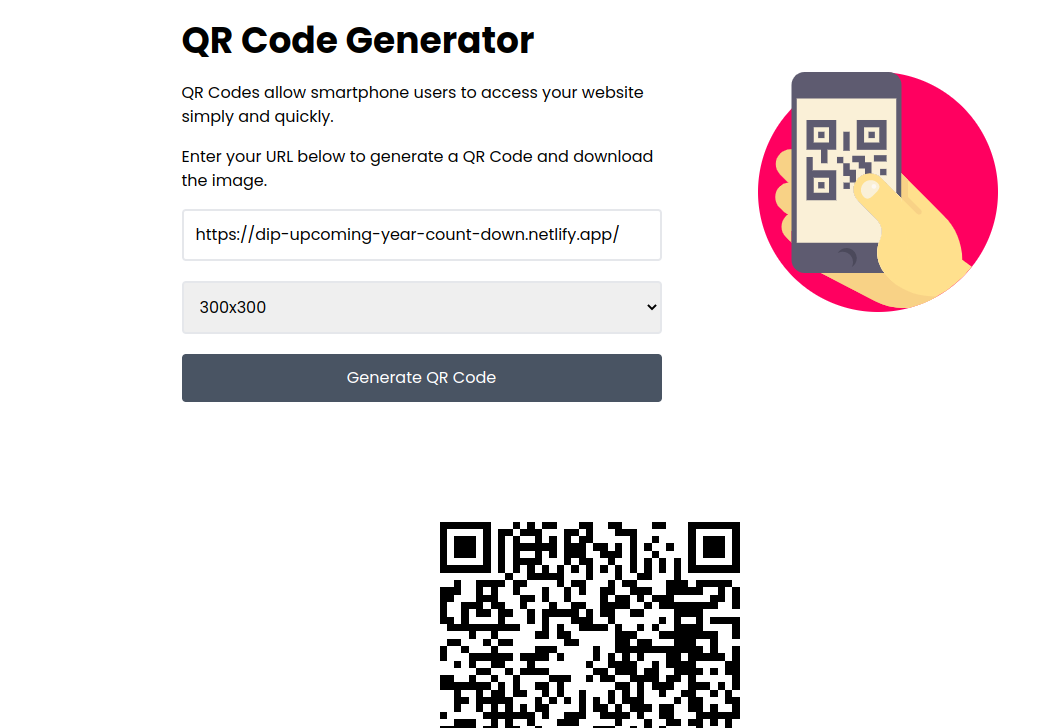 QR Code Generator
QR Codes allow smartphone users to access your website
simply and quickly.
Enter your URL below to generate a QR Code and download
the image.
https://dip-upcoming-year-count-down.netlify.app/
300x300
Generate QR Code